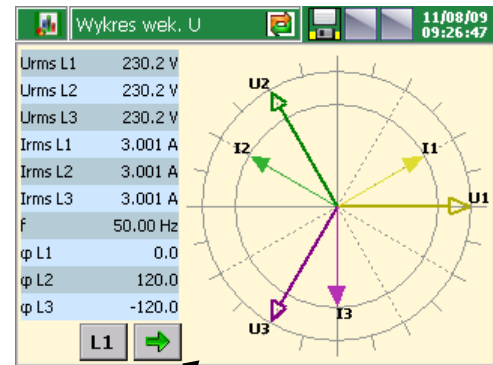 Wykres wek. U
11/08/09
09:26:47
Urms L1 230.2 V
Urms L2 230.2 V
Urms L3 230.2 V
Irms L1 3.001 A
Irms L2 3.001 A
Irms L3 3.001 A
f 50.00 Hz
φ L1 0.0
φ L2 120.0
φ L3 -120.0
L1
U2
I2
I1
U1
I3
U3